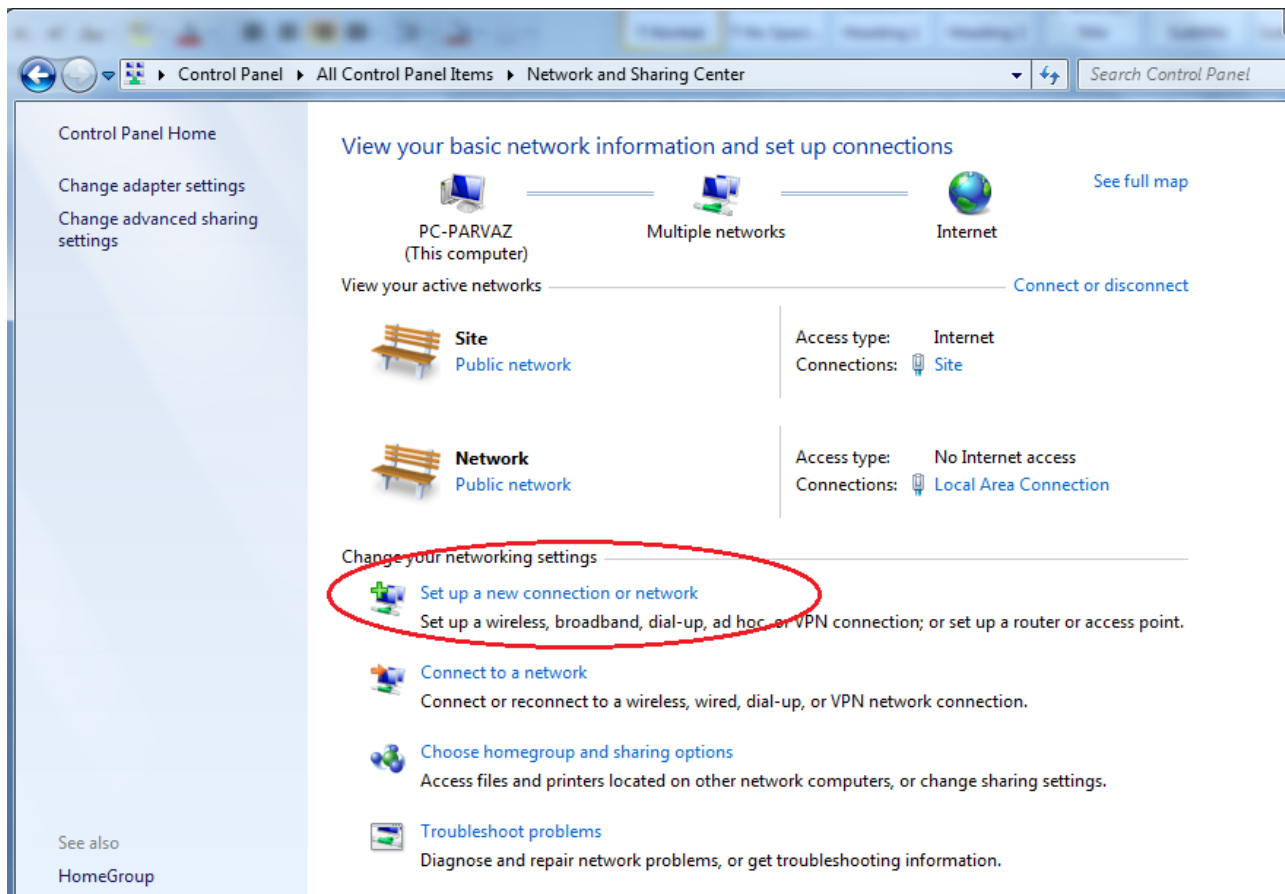 Control Panel ▸ All Control Panel Items ▸ Network and Sharing Center
Search Control Panel
Control Panel Home
Change adapter settings
Change advanced sharing
settings
View your basic network information and set up connections
See full map
PC-PARVAZ
(This computer)
Multiple networks
Internet
View your active networks
Connect or disconnect
Site
Public network
Access type: Internet
Connections: Site
Network
Public network
Access type: No Internet access
Connections: Local Area Connection
Change your networking settings
Set up a new connection or network
Set up a wireless, broadband, dial-up, ad hoc, or VPN connection; or set up a router or access point.
Connect to a network
Connect or reconnect to a wireless, wired, dial-up, or VPN network connection.
Choose homegroup and sharing options
Access files and printers located on other network computers, or change sharing settings.
Troubleshoot problems
Diagnose and repair network problems, or get troubleshooting information.
See also
HomeGroup